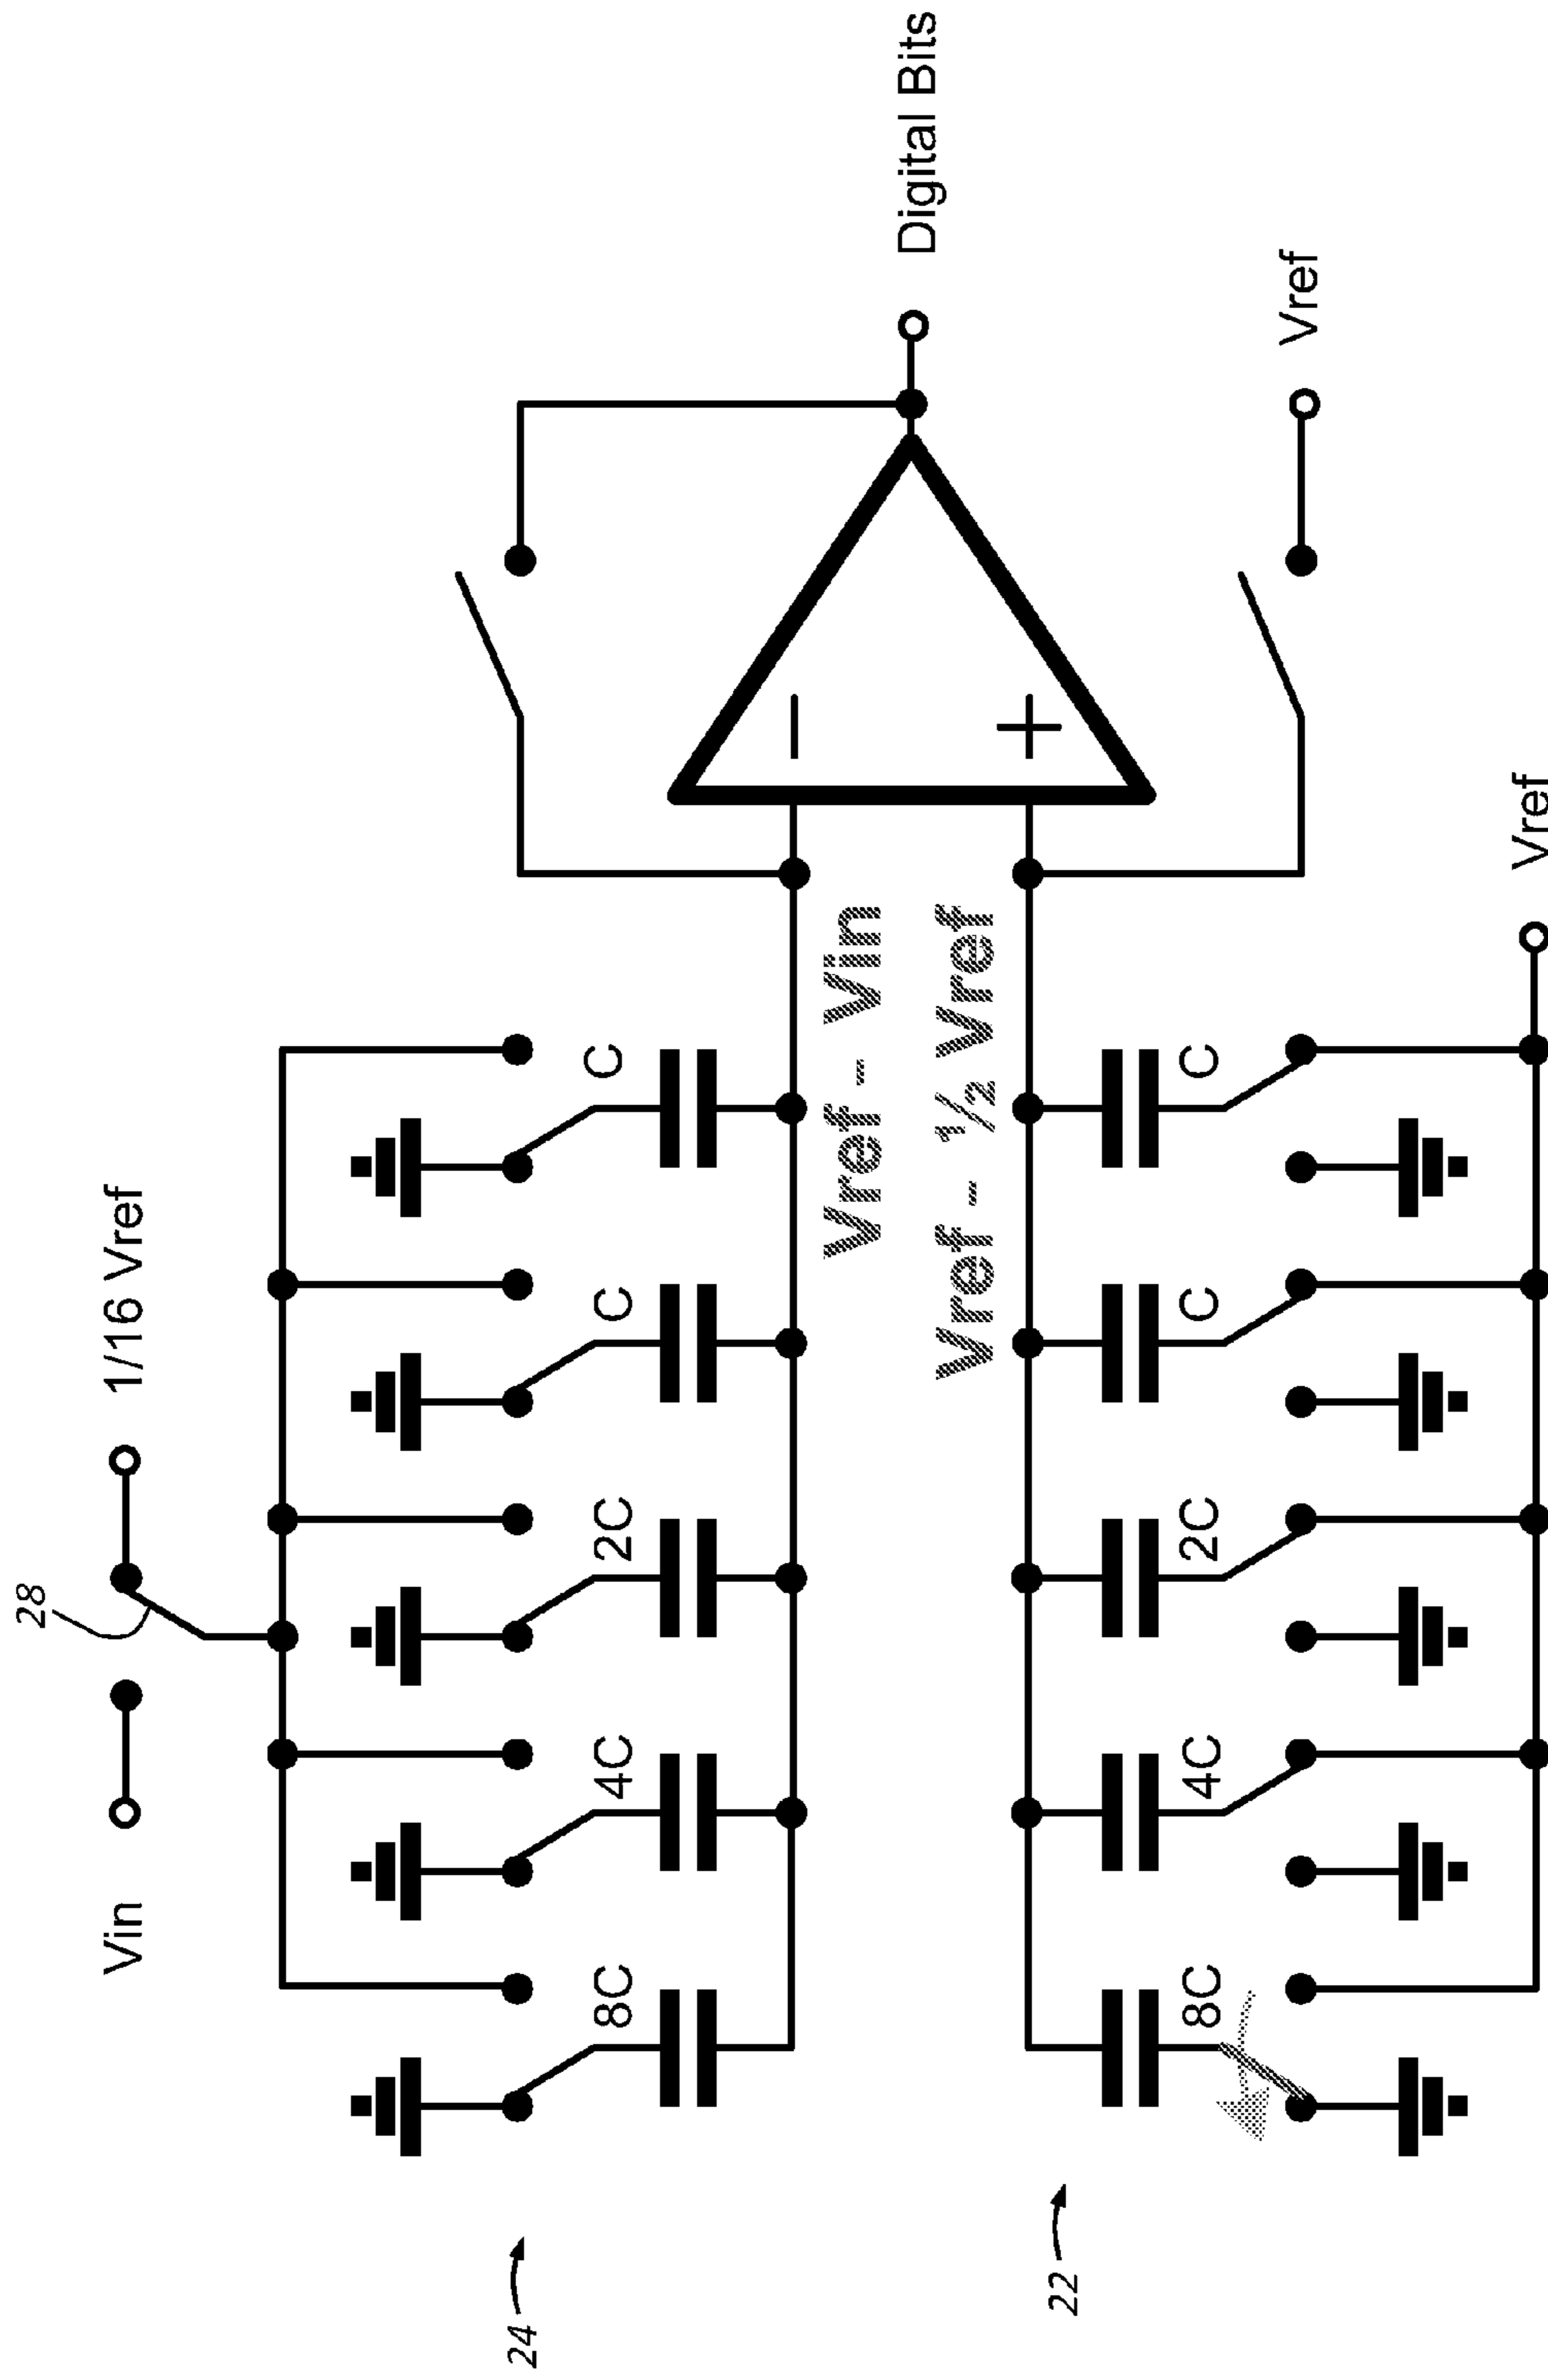 28
Vin
1/16 Vref
8C
4C
2C
C
C
24
Digital Bits
Vref - Vin
Vref - ½ Vref
22
8C
4C
2C
C
C
Vref
Vref